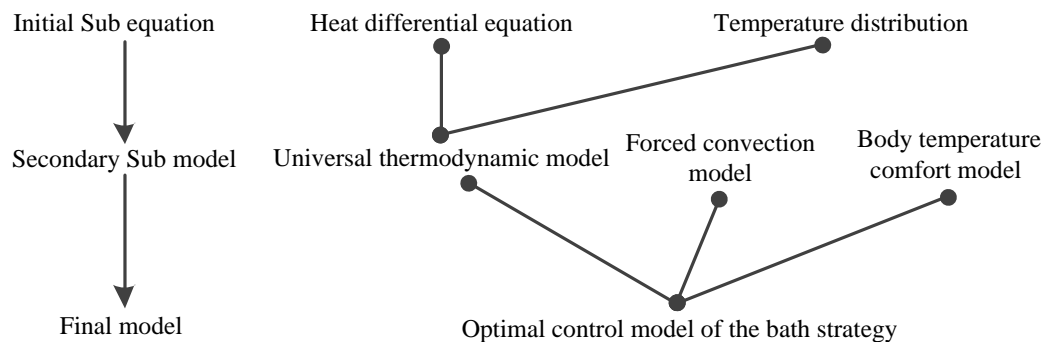 Initial Sub equation
Heat differential equation
Temperature distribution
Secondary Sub model
Universal thermodynamic model
Forced convection
model
Body temperature
comfort model
Final model
Optimal control model of the bath strategy